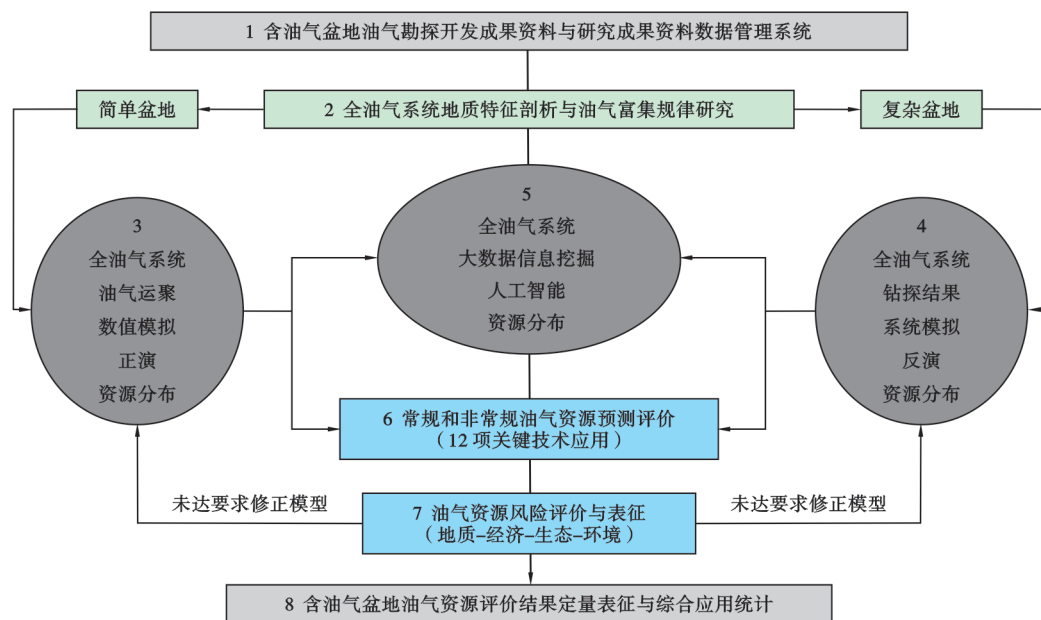 1 含油气盆地油气勘探开发成果资料与研究成果资料数据管理系统
简单盆地
2 全油气系统地质特征剖析与油气富集规律研究
复杂盆地
3
全油气系统
油气运聚
数值模拟
正演
资源分布
5
全油气系统
大数据信息挖掘
人工智能
资源分布
4
全油气系统
钻探结果
系统模拟
反演
资源分布
6 常规和非常规油气资源预测评价
（12 项关键技术应用）
未达要求修正模型
7 油气资源风险评价与表征
（地质–经济–生态–环境）
未达要求修正模型
8 含油气盆地油气资源评价结果定量表征与综合应用统计